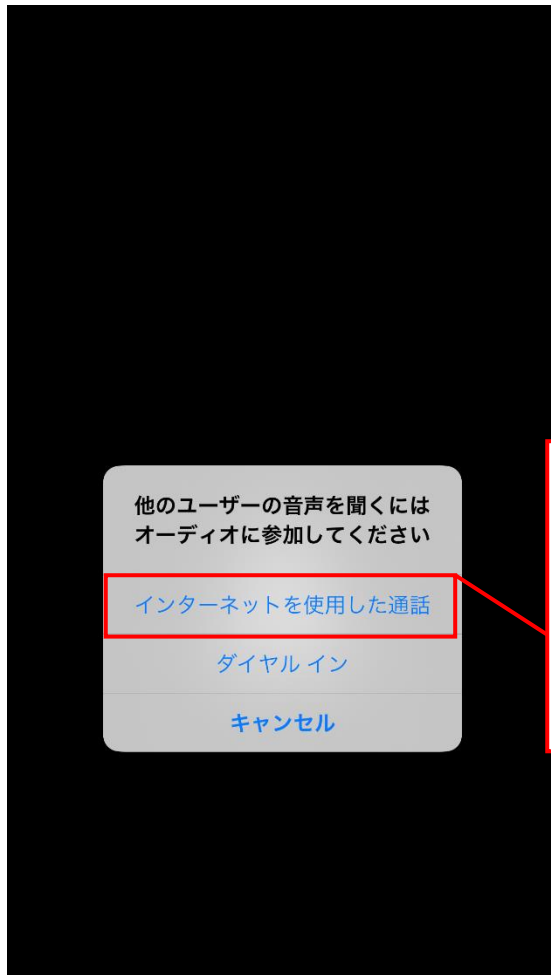 他のユーザーの音声を聞くには
オーディオに参加してください
インターネットを使用した通話
ダイヤル イン
キャンセル